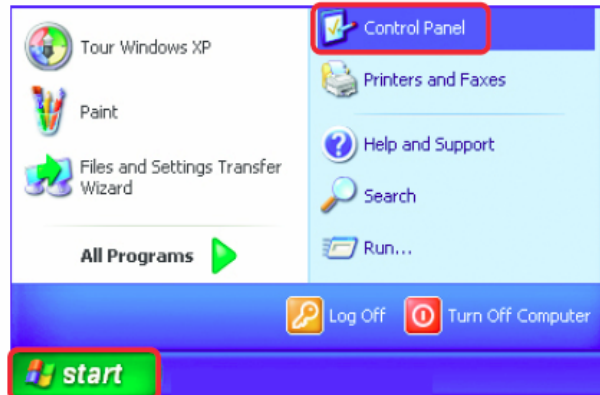 Tour Windows XP
Paint
Files and Settings Transfer
Wizard
All Programs
Control Panel
Printers and Faxes
Help and Support
Search
Run...
Log Off
Turn Off Computer
start